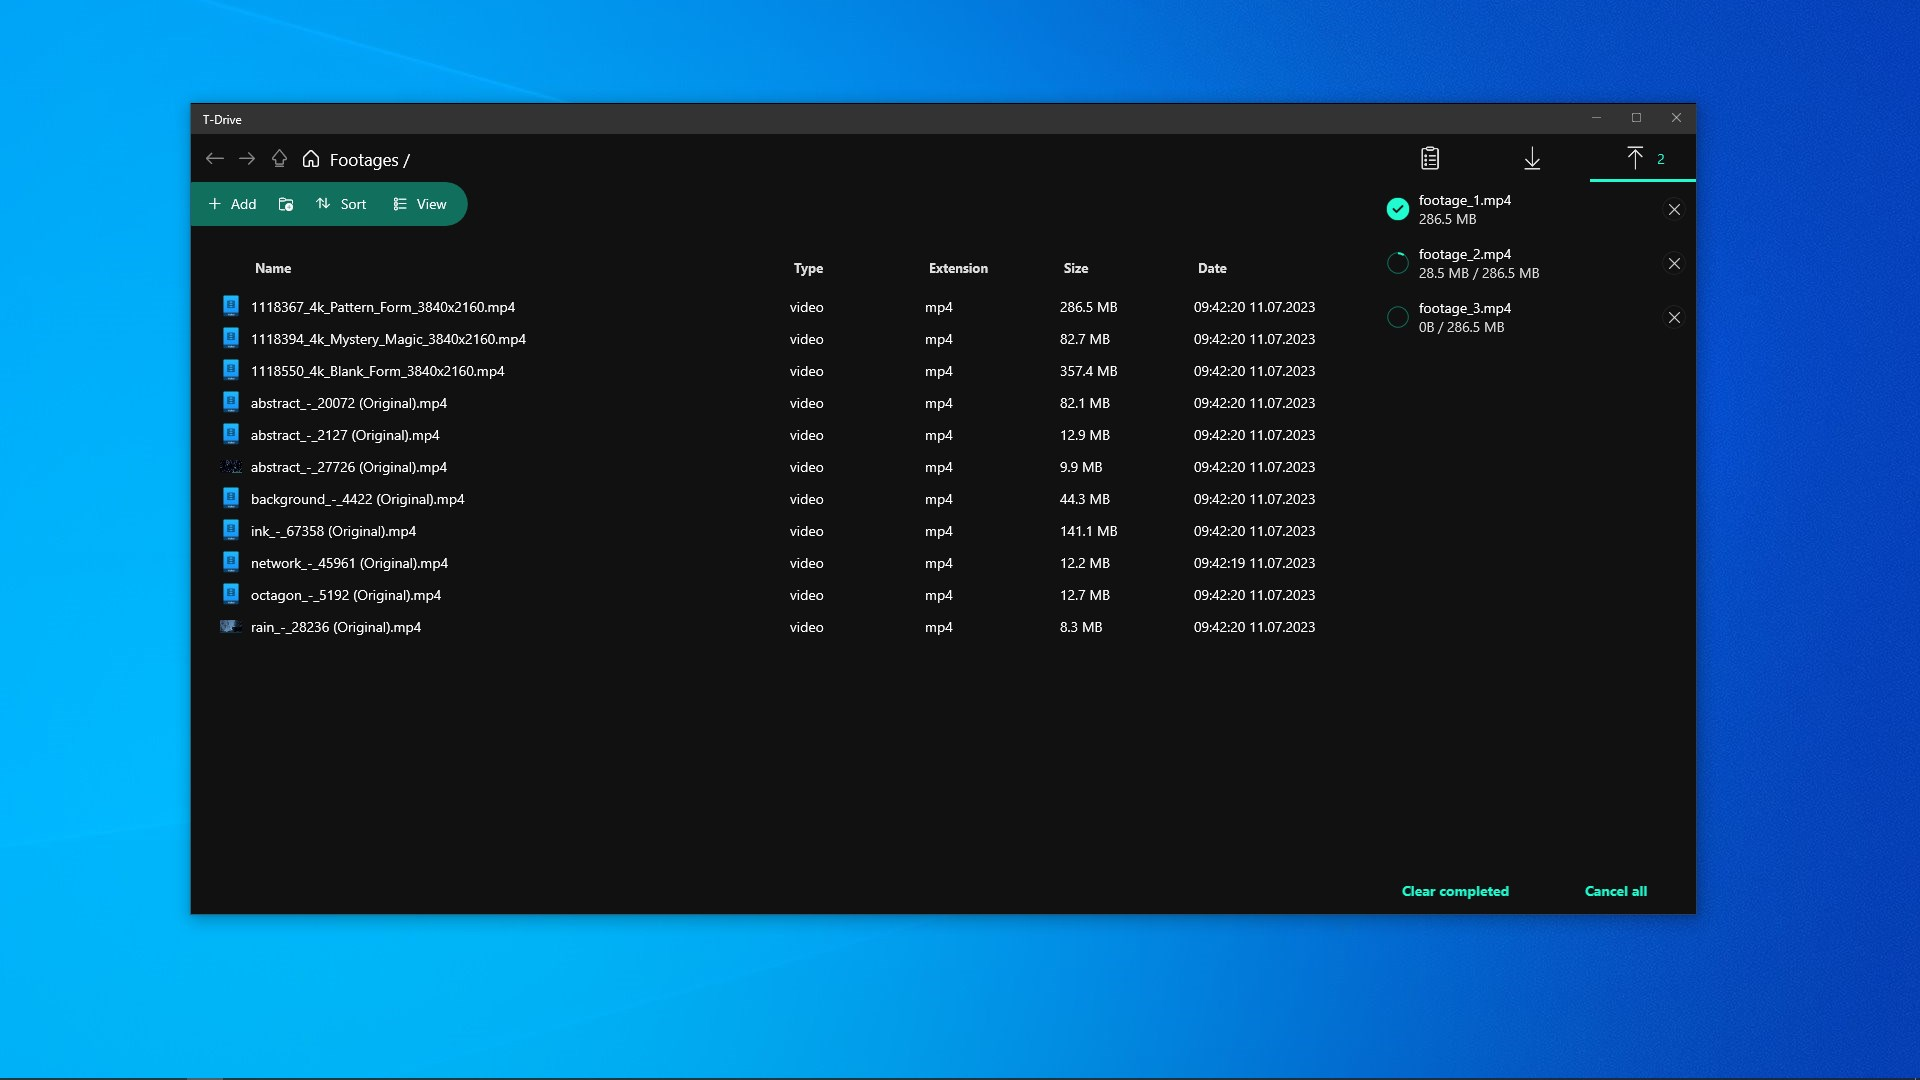 T-Drive
Footages /
2
Add Sort View
Name Type Extension Size Date
1118367_4k_Pattern_Form_3840x2160.mp4 video mp4 286.5 MB 09:42:20 11.07.2023
1118394_4k_Mystery_Magic_3840x2160.mp4 video mp4 82.7 MB 09:42:20 11.07.2023
1118550_4k_Blank_Form_3840x2160.mp4 video mp4 357.4 MB 09:42:20 11.07.2023
abstract_-_20072 (Original).mp4 video mp4 82.1 MB 09:42:20 11.07.2023
abstract_-_2127 (Original).mp4 video mp4 12.9 MB 09:42:20 11.07.2023
abstract_-_27726 (Original).mp4 video mp4 9.9 MB 09:42:20 11.07.2023
background_-_4422 (Original).mp4 video mp4 44.3 MB 09:42:20 11.07.2023
ink_-_67358 (Original).mp4 video mp4 141.1 MB 09:42:20 11.07.2023
network_-_45961 (Original).mp4 video mp4 12.2 MB 09:42:19 11.07.2023
octagon_-_5192 (Original).mp4 video mp4 12.7 MB 09:42:20 11.07.2023
rain_-_28236 (Original).mp4 video mp4 8.3 MB 09:42:20 11.07.2023
footage_1.mp4
286.5 MB
footage_2.mp4
28.5 MB / 286.5 MB
footage_3.mp4
0B / 286.5 MB
Clear completed Cancel all